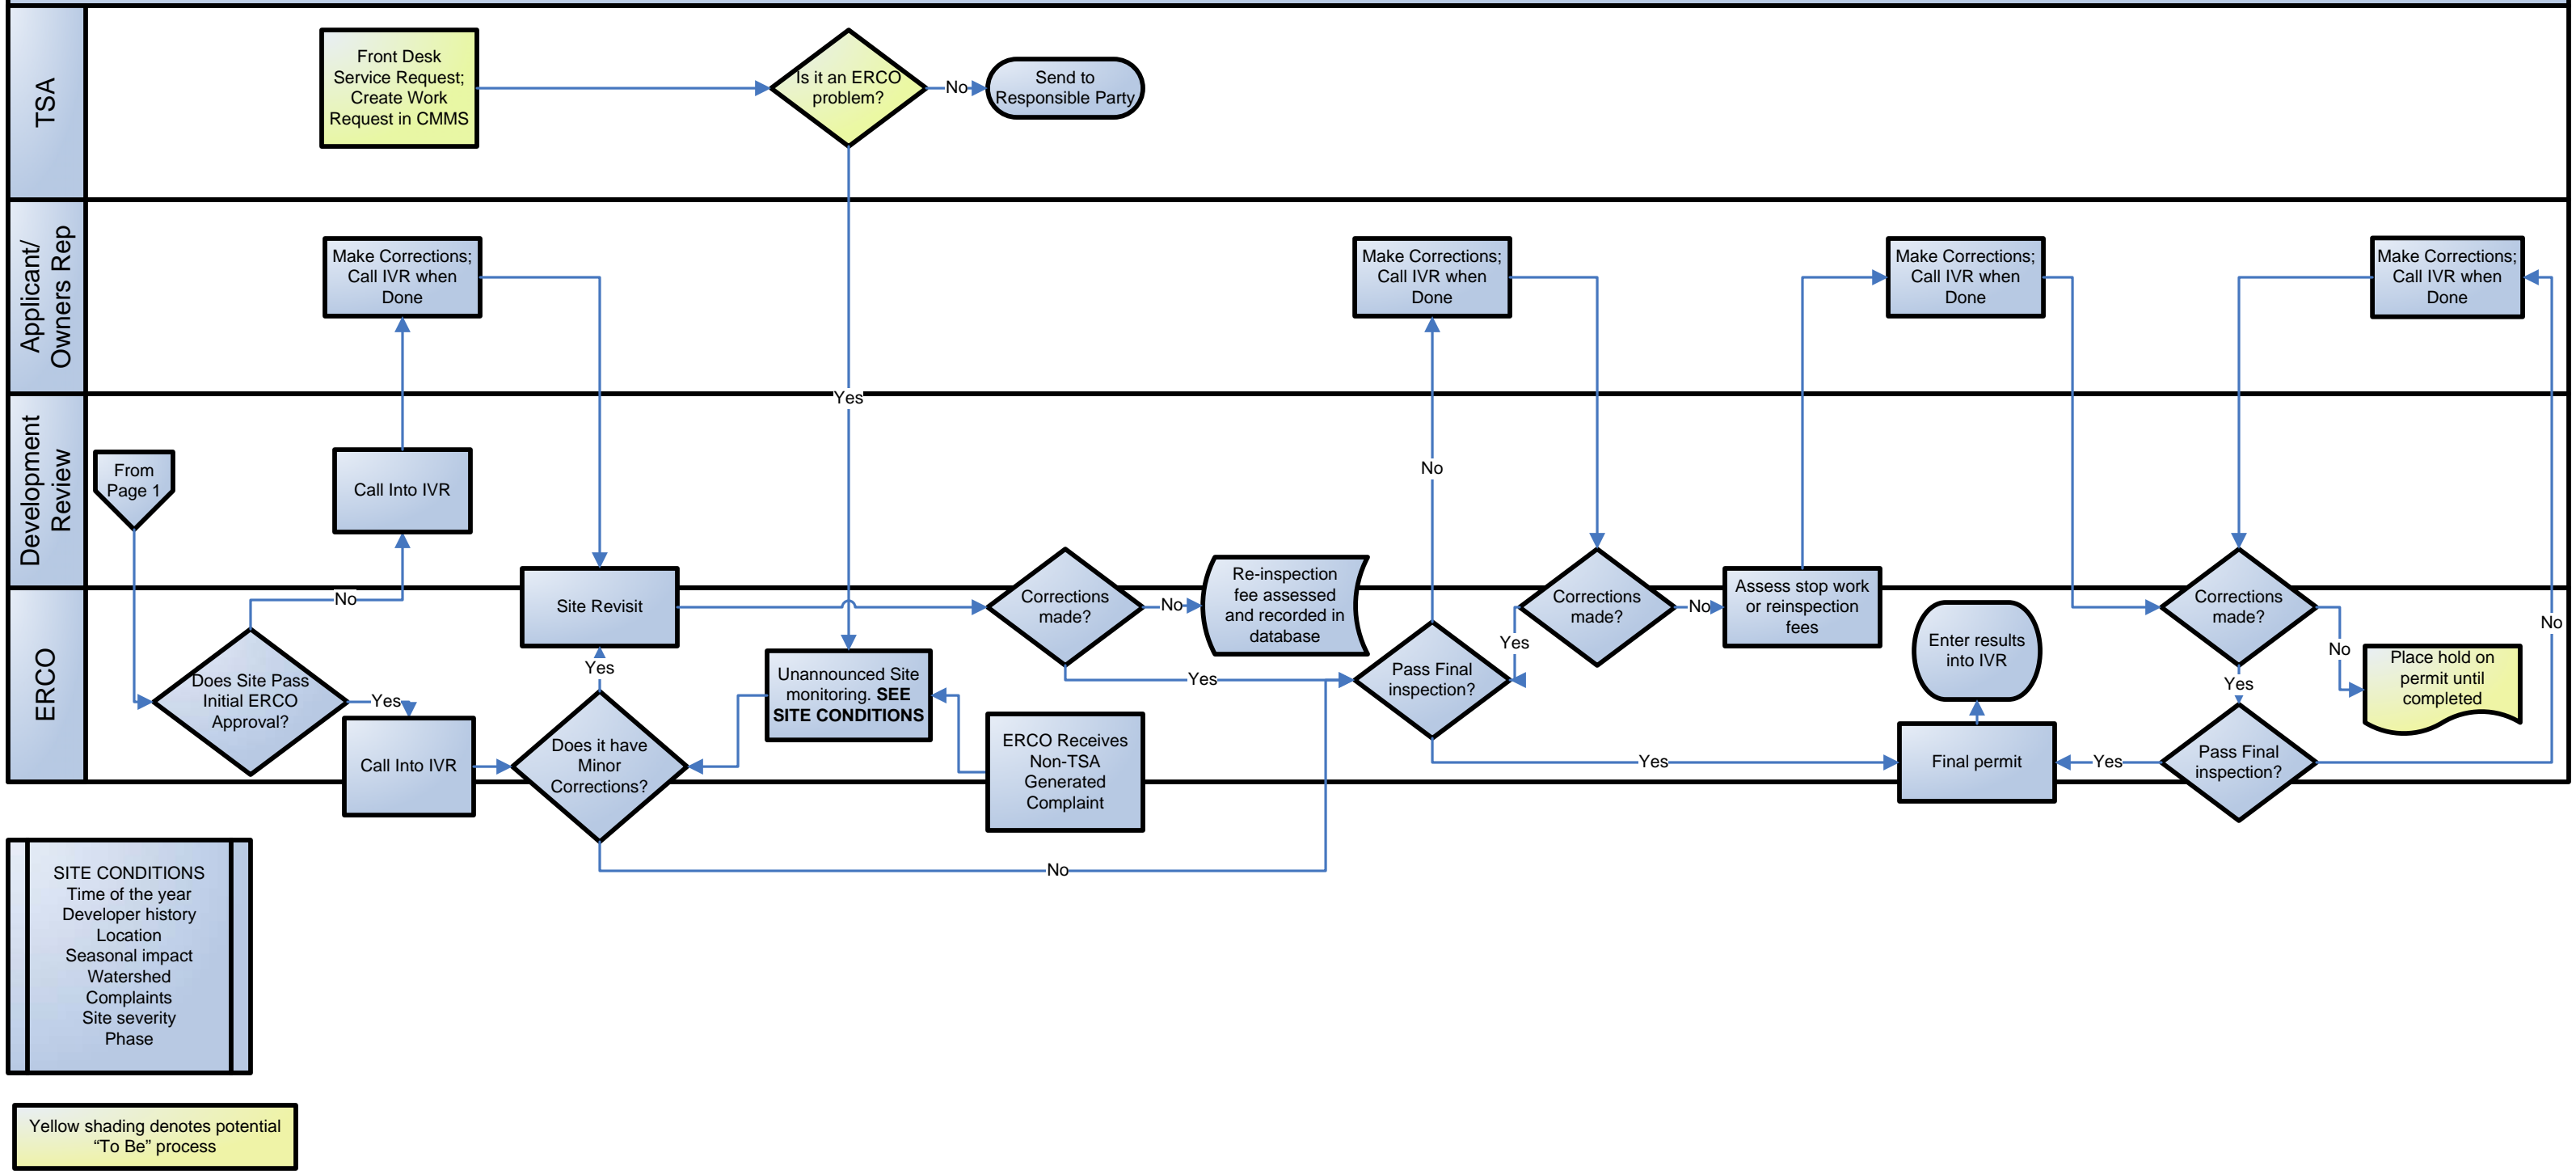 TSA
Front Desk
Service Request;
Create Work
Request in CMMS
Is it an ERCO
problem?
No
Send to
Responsible Party
Yes
Applicant/
Owners Rep
Make Corrections;
Call IVR when
Done
Make Corrections;
Call IVR when
Done
Make Corrections;
Call IVR when
Done
Make Corrections;
Call IVR when
Done
Development
Review
From
Page 1
Call Into IVR
No
ERCO
Does Site Pass
Initial ERCO
Approval?
No
Yes
Call Into IVR
Site Revisit
Yes
Does it have
Minor
Corrections?
No
Unannounced Site
monitoring. SEE
SITE CONDITIONS
ERCO Receives
Non-TSA
Generated
Complaint
Corrections
made?
No
Yes
Re-inspection
fee assessed
and recorded in
database
Pass Final
inspection?
Yes
Yes
Corrections
made?
No
Assess stop work
or reinspection
fees
Enter results
into IVR
Final permit
Yes
Corrections
made?
Yes
No
Place hold on
permit until
completed
Pass Final
inspection?
No
SITE CONDITIONS
Time of the year
Developer history
Location
Seasonal impact
Watershed
Complaints
Site severity
Phase
Yellow shading denotes potential
“To Be” process